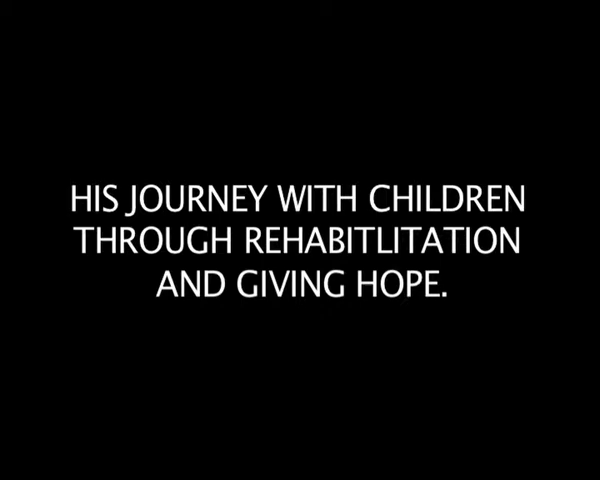 HIS JOURNEY WITH CHILDREN
THROUGH REHABITLITATION
AND GIVING HOPE.